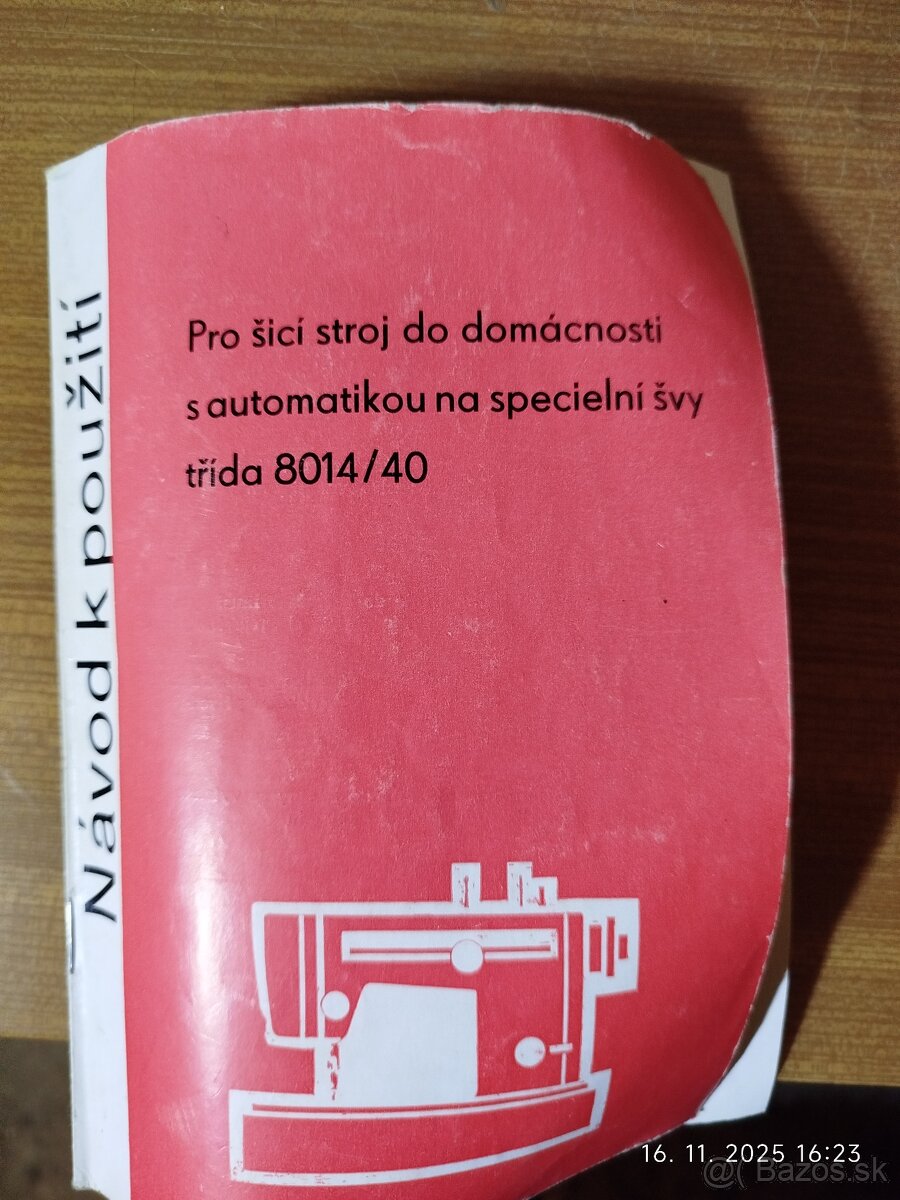 Návod k použití
Pro šicí stroj do domácnosti
s automatikou na specielní švy
třída 8014/40
16. 11. 2025 16:23
@( Bazos.sk